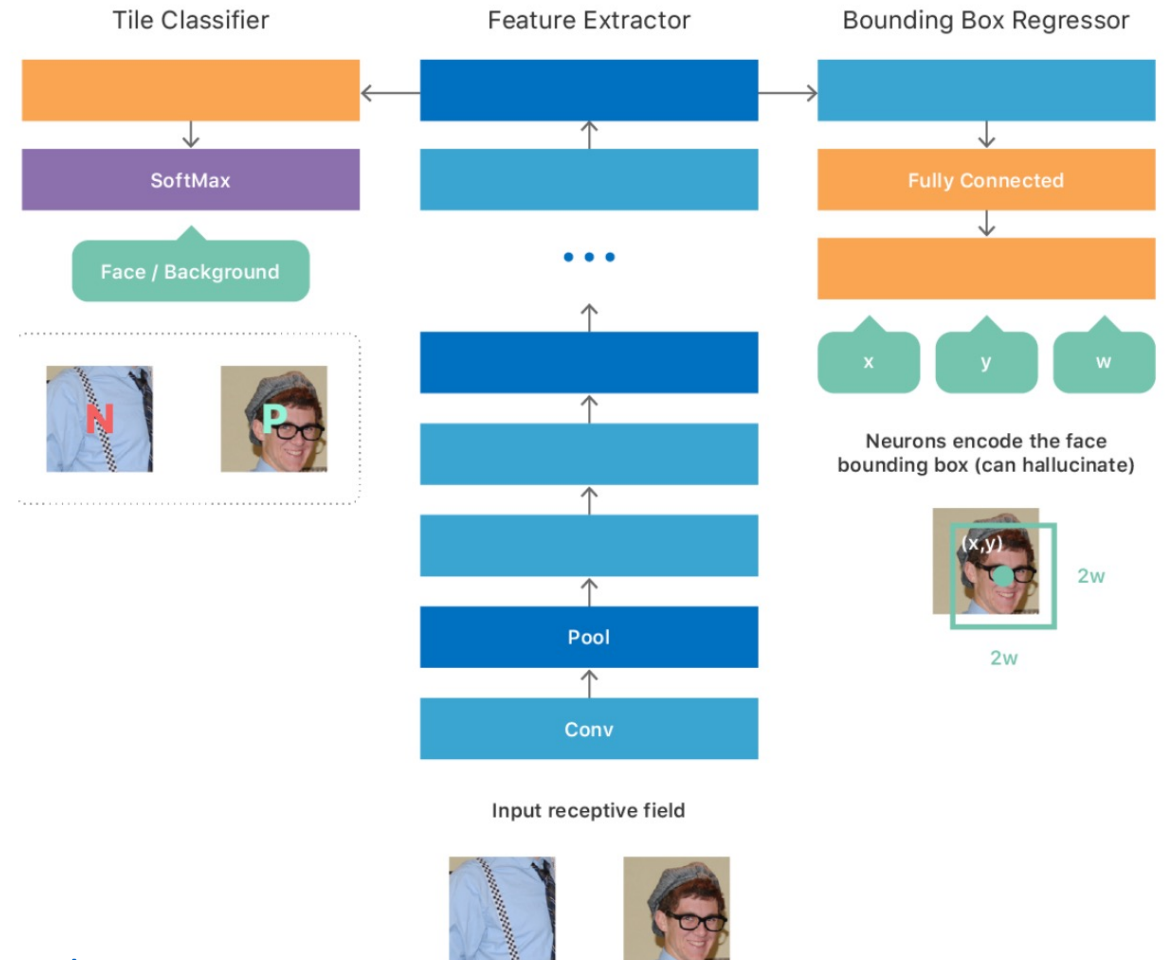 Tile Classifier
Feature Extractor
Bounding Box Regressor
SoftMax
Fully Connected
Face / Background
x
y
w
N
P
Neurons encode the face
bounding box (can hallucinate)
(x,y)
2w
2w
Pool
Conv
Input receptive field